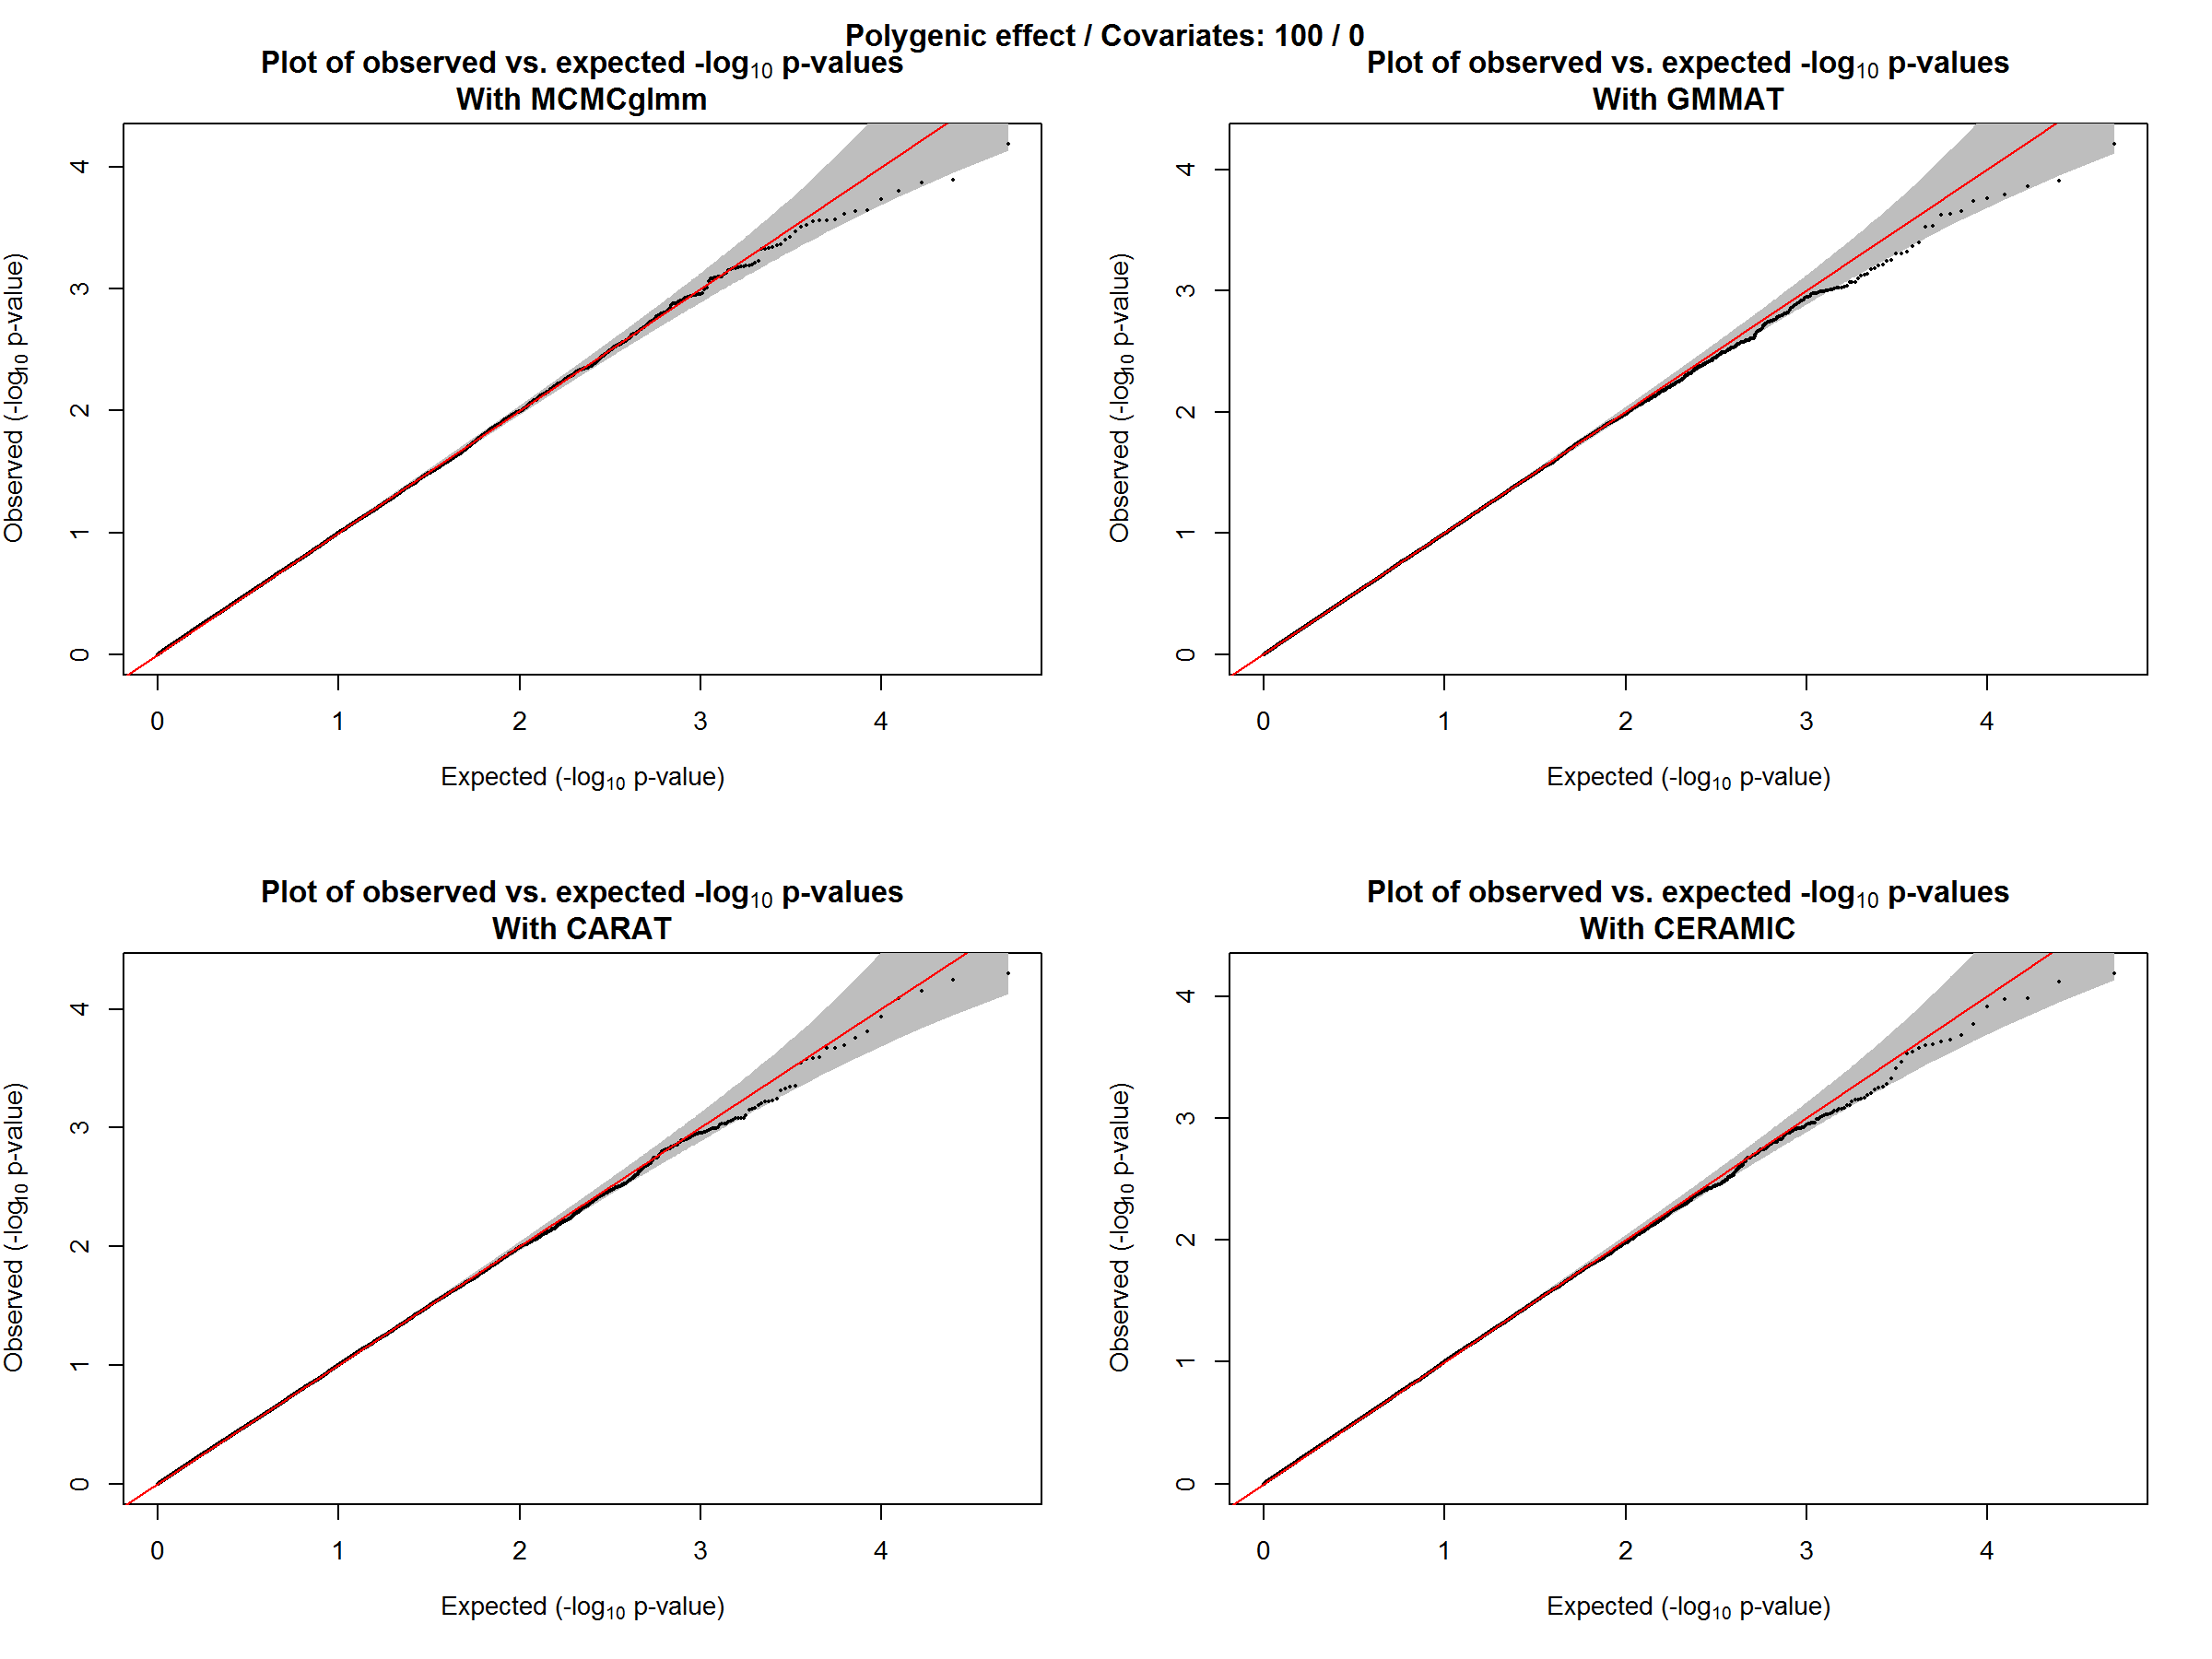 Polygenic effect / Covariates: 100 / 0
Plot of observed vs. expected -log10 p-values
With MCMCglmm
Observed (-log10 p-value)
4
3
2
1
0
0 1 2 3 4
Expected (-log10 p-value)
Plot of observed vs. expected -log10 p-values
With GMMAT
Observed (-log10 p-value)
4
3
2
1
0
0 1 2 3 4
Expected (-log10 p-value)
Plot of observed vs. expected -log10 p-values
With CARAT
Observed (-log10 p-value)
4
3
2
1
0
0 1 2 3 4
Expected (-log10 p-value)
Plot of observed vs. expected -log10 p-values
With CERAMIC
Observed (-log10 p-value)
4
3
2
1
0
0 1 2 3 4
Expected (-log10 p-value)